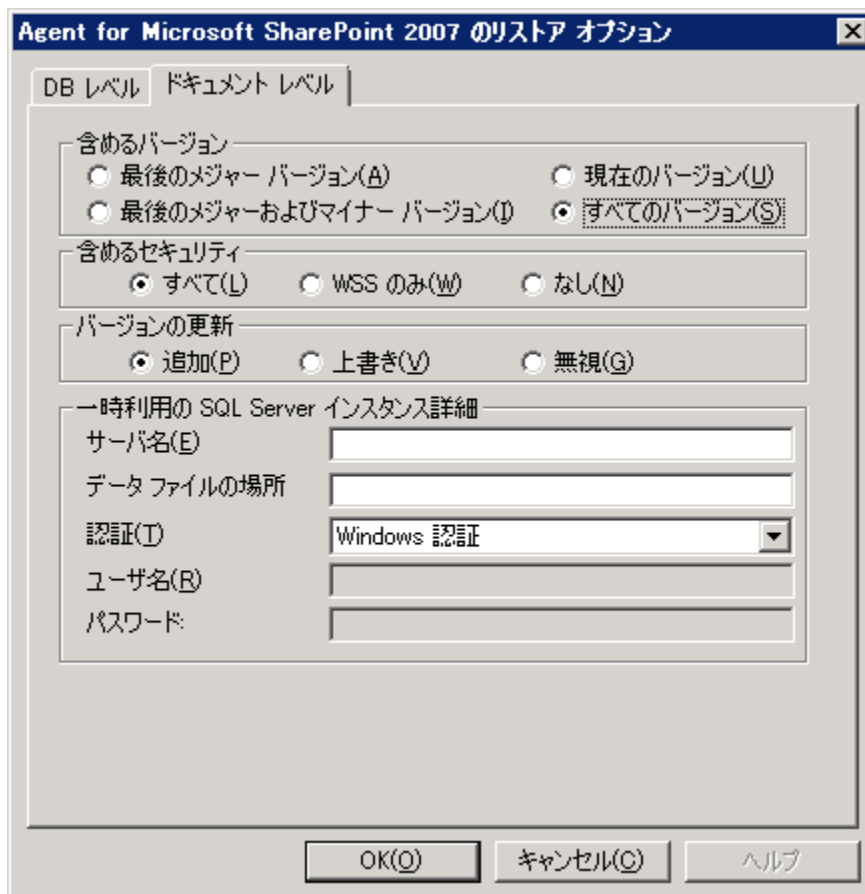 Agent for Microsoft SharePoint 2007 のリストア オプション
DB レベル ドキュメント レベル
含めるバージョン
最後のメジャー バージョン(A) 現在のバージョン(U)
最後のメジャーおよびマイナー バージョン(I) すべてのバージョン(S)
含めるセキュリティ
すべて(L) WSS のみ(W) なし(N)
バージョンの更新
追加(P) 上書き(V) 無視(G)
一時利用の SQL Server インスタンス詳細
サーバ名(E)
データ ファイルの場所
認証(T) Windows 認証
ユーザ名(R)
パスワード:
OK(O) キャンセル(C) ヘルプ